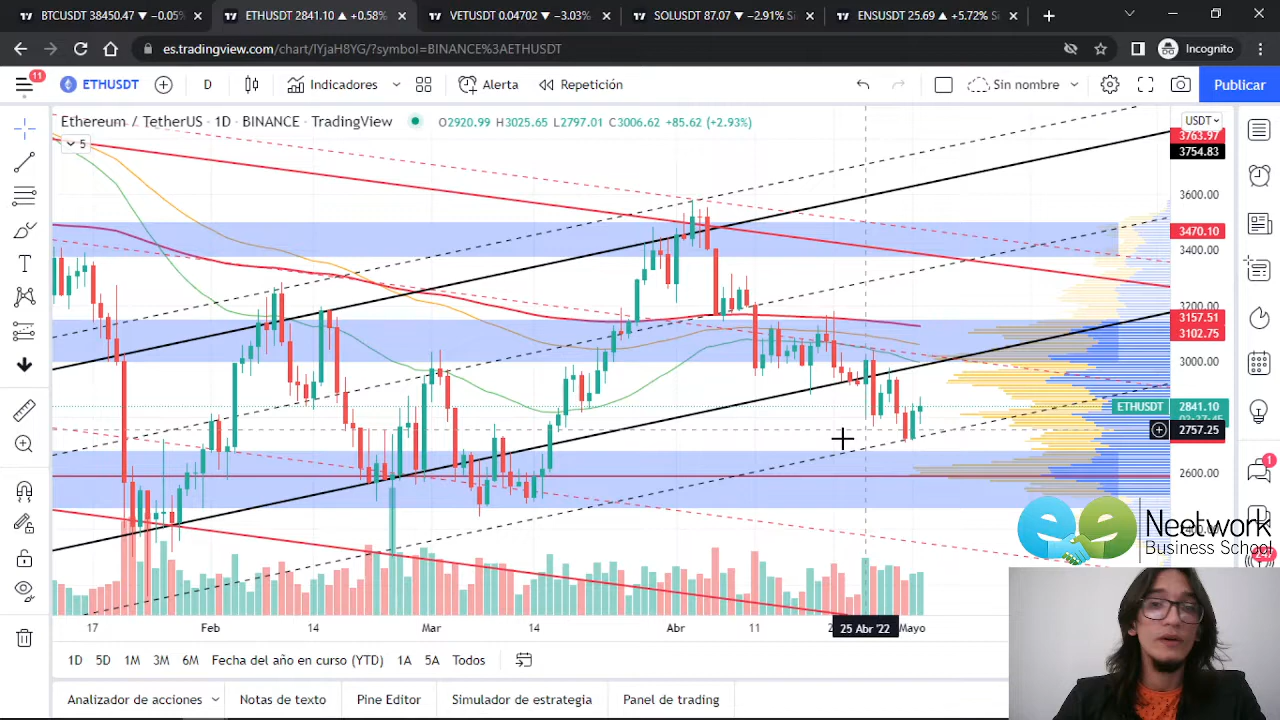 BTCUSDT 38450.47 ▼ −0.05%
ETHUSDT 2841.10 ▲ +0.58%
VETUSDT 0.04702 ▼ −3.03%
SOLUSDT 87.07 ▼ −2.91% Si
ENSUSDT 25.69 ▲ +5.72% Si
es.tradingview.com/chart/IYjaH8YG/?symbol=BINANCE%3AETHUSDT
Incognito
11
ETHUSDT
D
Indicadores
Alerta
Repetición
Sin nombre
Publicar
Ethereum / TetherUS · 1D · BINANCE · TradingView
O2920.99 H3025.65 L2797.01 C3006.62 +85.62 (+2.93%)
USDT
5
3763.97
3754.83
3600.00
3470.10
3400.00
3200.00
3157.51
3102.75
3000.00
ETHUSDT
2841.10
2757.25
2600.00
1
Neetwork
Business School
17
Feb
14
Mar
14
Abr
11
25 Abr '22
Mayo
1D
5D
1M
3M
6M
Fecha del año en curso (YTD)
1A
5A
Todos
Analizador de acciones
Notas de texto
Pine Editor
Simulador de estrategia
Panel de trading